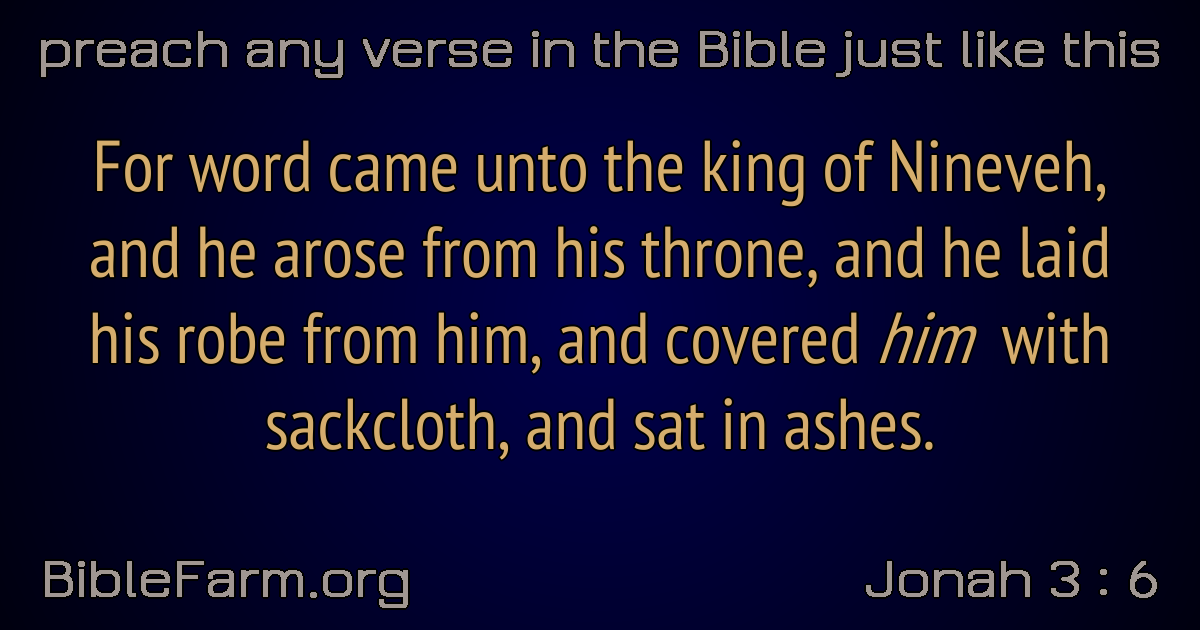 preach any verse in the Bible just like this
For word came unto the king of Nineveh,
and he arose from his throne, and he laid
his robe from him, and covered him with
sackcloth, and sat in ashes.
BibleFarm.org
Jonah 3 : 6